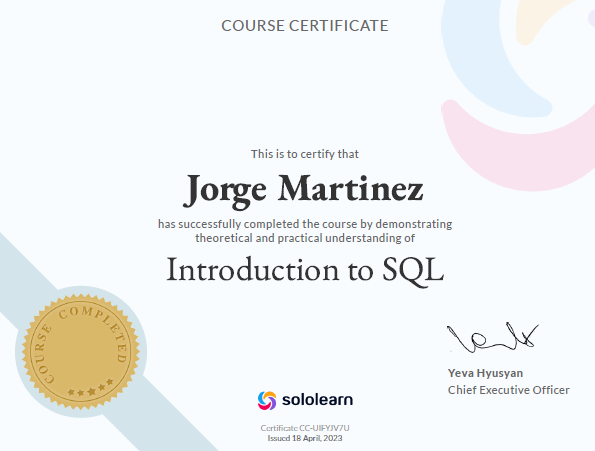 COURSE CERTIFICATE
This is to certify that
Jorge Martinez
has successfully completed the course by demonstrating
theoretical and practical understanding of
Introduction to SQL
COURSE COMPLETED
Yeva Hyusyan
Chief Executive Officer
sololearn
Certificate CC-UIFYJV7U
Issued 18 April, 2023